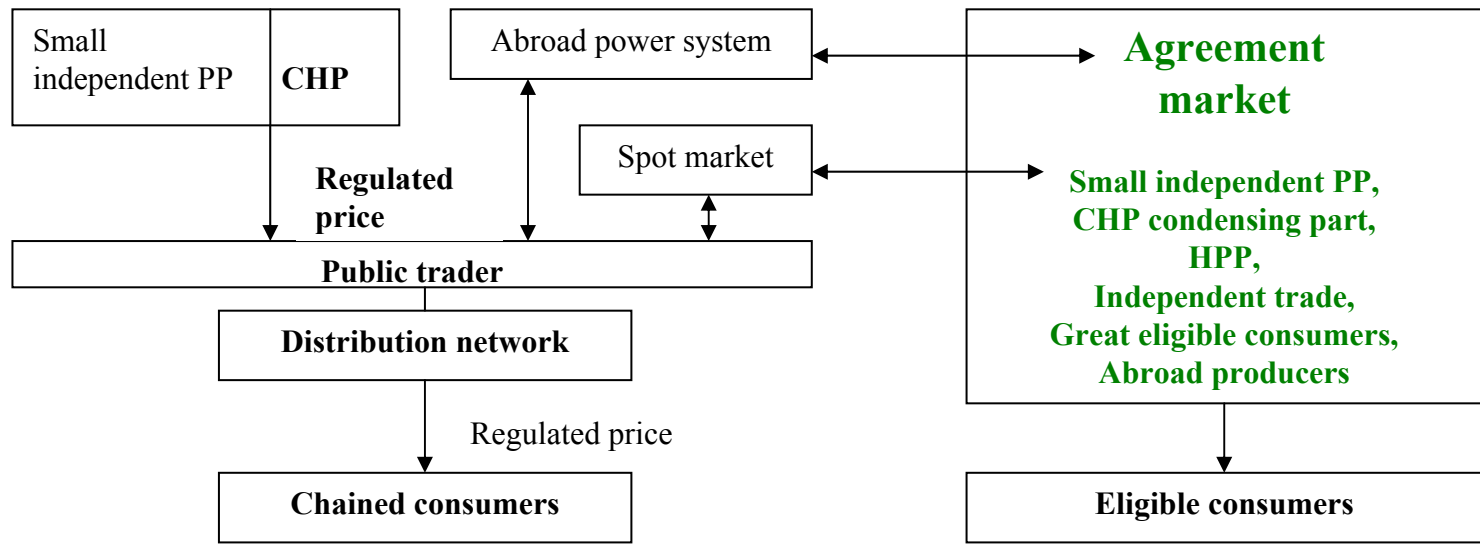 Small
independent PP
CHP
Abroad power system
Agreement
market
Spot market
Regulated
price
Small independent PP,
CHP condensing part,
HPP,
Independent trade,
Great eligible consumers,
Abroad producers
Public trader
Distribution network
Regulated price
Chained consumers
Eligible consumers